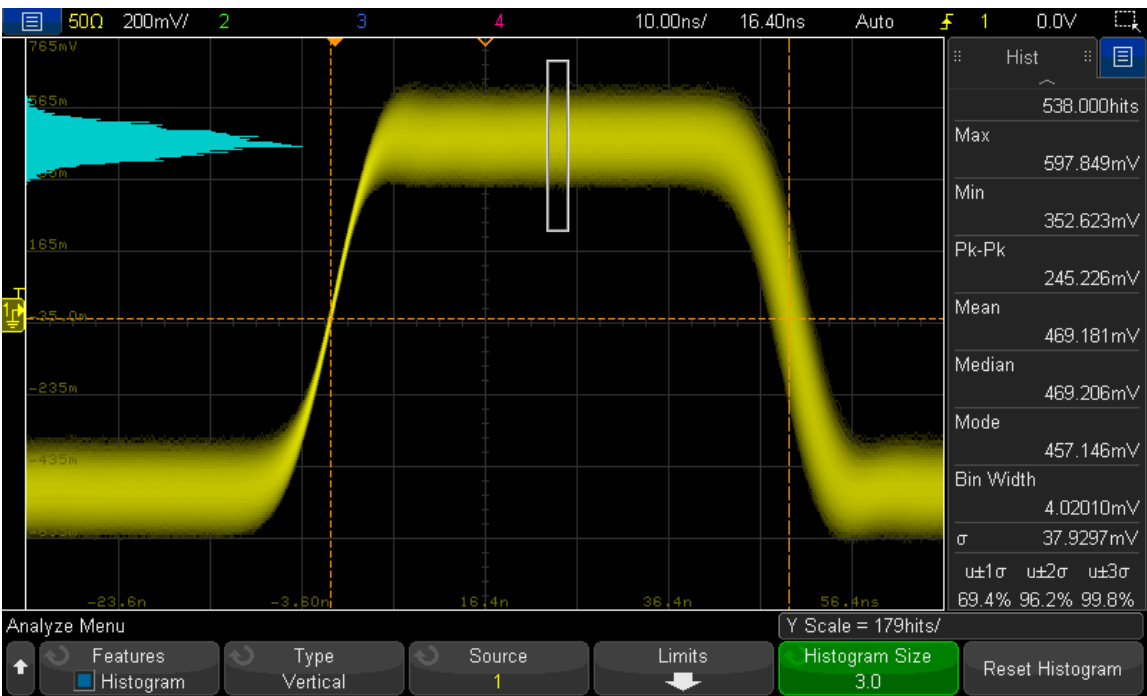 50Ω 200mV/ 2 3 4 10.00ns/ 16.40ns Auto 1 0.0V
765mV
565m
165m
-35.0m
-235m
-435m
-23.6n -3.60n 16.4n 36.4n 56.4ns
1
T
Hist
538.000hits
Max
597.849mV
Min
352.623mV
Pk-Pk
245.226mV
Mean
469.181mV
Median
469.206mV
Mode
457.146mV
Bin Width
4.02010mV
σ 37.9297mV
u±1σ u±2σ u±3σ
69.4% 96.2% 99.8%
Analyze Menu
Y Scale = 179hits/
Features
Histogram
Type
Vertical
Source
1
Limits
Histogram Size
3.0
Reset Histogram